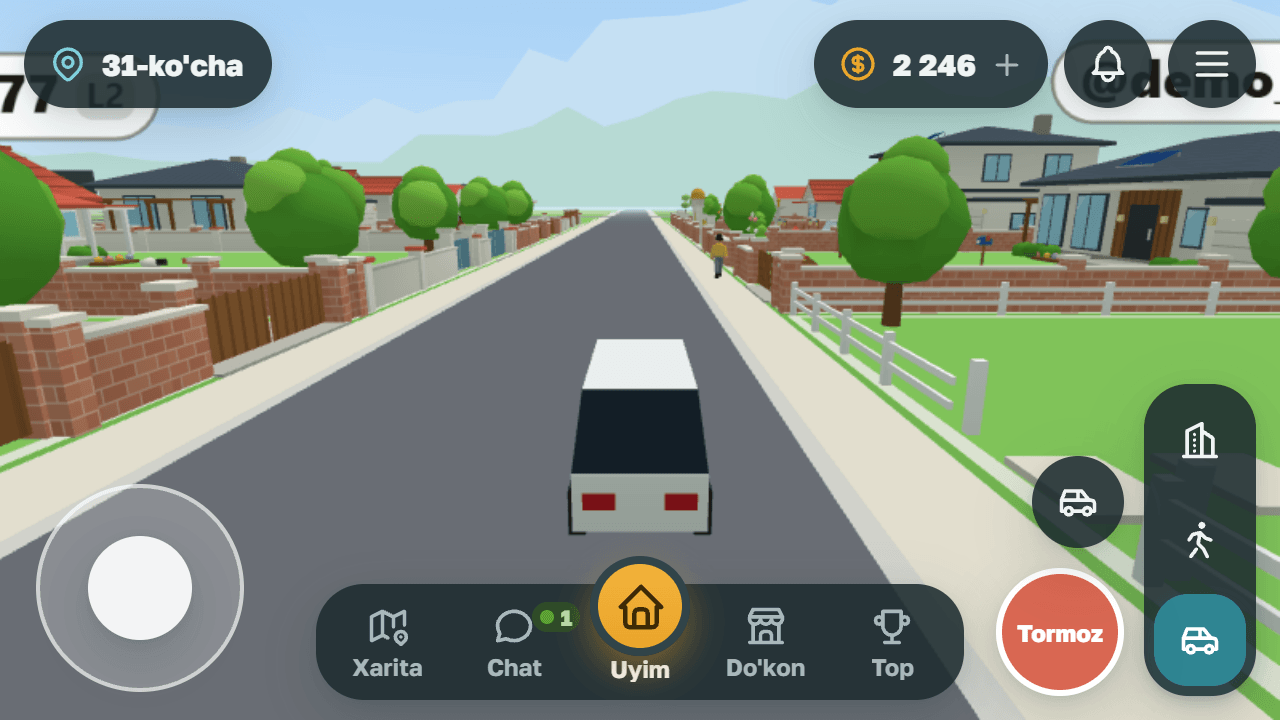 31-ko'cha
2 246
77 L2
@demo_
1
Xarita
Chat
Uyim
Do'kon
Top
Tormoz